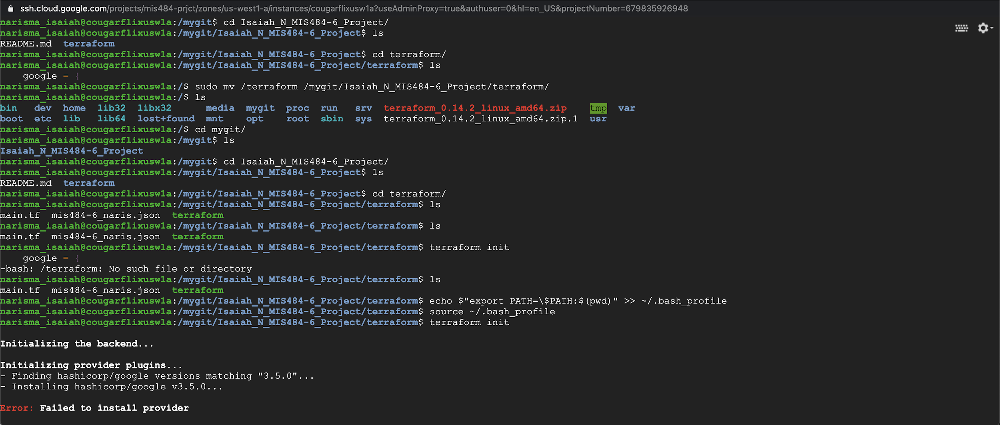 ssh.cloud.google.com/projects/mis484-prjct/zones/us-west1-a/instances/cougarflixusw1a?useAdminProxy=true&authuser=0&hl=en_US&projectNumber=679835926948
narisma_isaiah@cougarflixusw1a:/mygit$ cd Isaiah_N_MIS484-6_Project/
narisma_isaiah@cougarflixusw1a:/mygit/Isaiah_N_MIS484-6_Project$ ls
README.md  terraform
narisma_isaiah@cougarflixusw1a:/mygit/Isaiah_N_MIS484-6_Project$ cd terraform/
narisma_isaiah@cougarflixusw1a:/mygit/Isaiah_N_MIS484-6_Project/terraform$ ls
    google = {
narisma_isaiah@cougarflixusw1a:/$ sudo mv /terraform /mygit/Isaiah_N_MIS484-6_Project/terraform/
narisma_isaiah@cougarflixusw1a:/$ ls
bin   dev  home  lib32  libx32      media  mygit  proc  run   srv  terraform_0.14.2_linux_amd64.zip    tmp  var
boot  etc  lib   lib64  lost+found  mnt    opt    root  sbin  sys  terraform_0.14.2_linux_amd64.zip.1  usr
narisma_isaiah@cougarflixusw1a:/$ cd mygit/
narisma_isaiah@cougarflixusw1a:/mygit$ ls
Isaiah_N_MIS484-6_Project
narisma_isaiah@cougarflixusw1a:/mygit$ cd Isaiah_N_MIS484-6_Project/
narisma_isaiah@cougarflixusw1a:/mygit/Isaiah_N_MIS484-6_Project$ ls
README.md  terraform
narisma_isaiah@cougarflixusw1a:/mygit/Isaiah_N_MIS484-6_Project$ cd terraform/
narisma_isaiah@cougarflixusw1a:/mygit/Isaiah_N_MIS484-6_Project/terraform$ ls
main.tf  mis484-6_naris.json  terraform
narisma_isaiah@cougarflixusw1a:/mygit/Isaiah_N_MIS484-6_Project/terraform$ ls
main.tf  mis484-6_naris.json  terraform
narisma_isaiah@cougarflixusw1a:/mygit/Isaiah_N_MIS484-6_Project/terraform$ terraform init
    google = {
-bash: /terraform: No such file or directory
narisma_isaiah@cougarflixusw1a:/mygit/Isaiah_N_MIS484-6_Project/terraform$ ls
main.tf  mis484-6_naris.json  terraform
narisma_isaiah@cougarflixusw1a:/mygit/Isaiah_N_MIS484-6_Project/terraform$ echo $"export PATH=\$PATH:$(pwd)" >> ~/.bash_profile
narisma_isaiah@cougarflixusw1a:/mygit/Isaiah_N_MIS484-6_Project/terraform$ source ~/.bash_profile
narisma_isaiah@cougarflixusw1a:/mygit/Isaiah_N_MIS484-6_Project/terraform$ terraform init
Initializing the backend...
Initializing provider plugins...
- Finding hashicorp/google versions matching "3.5.0"...
- Installing hashicorp/google v3.5.0...
Error: Failed to install provider